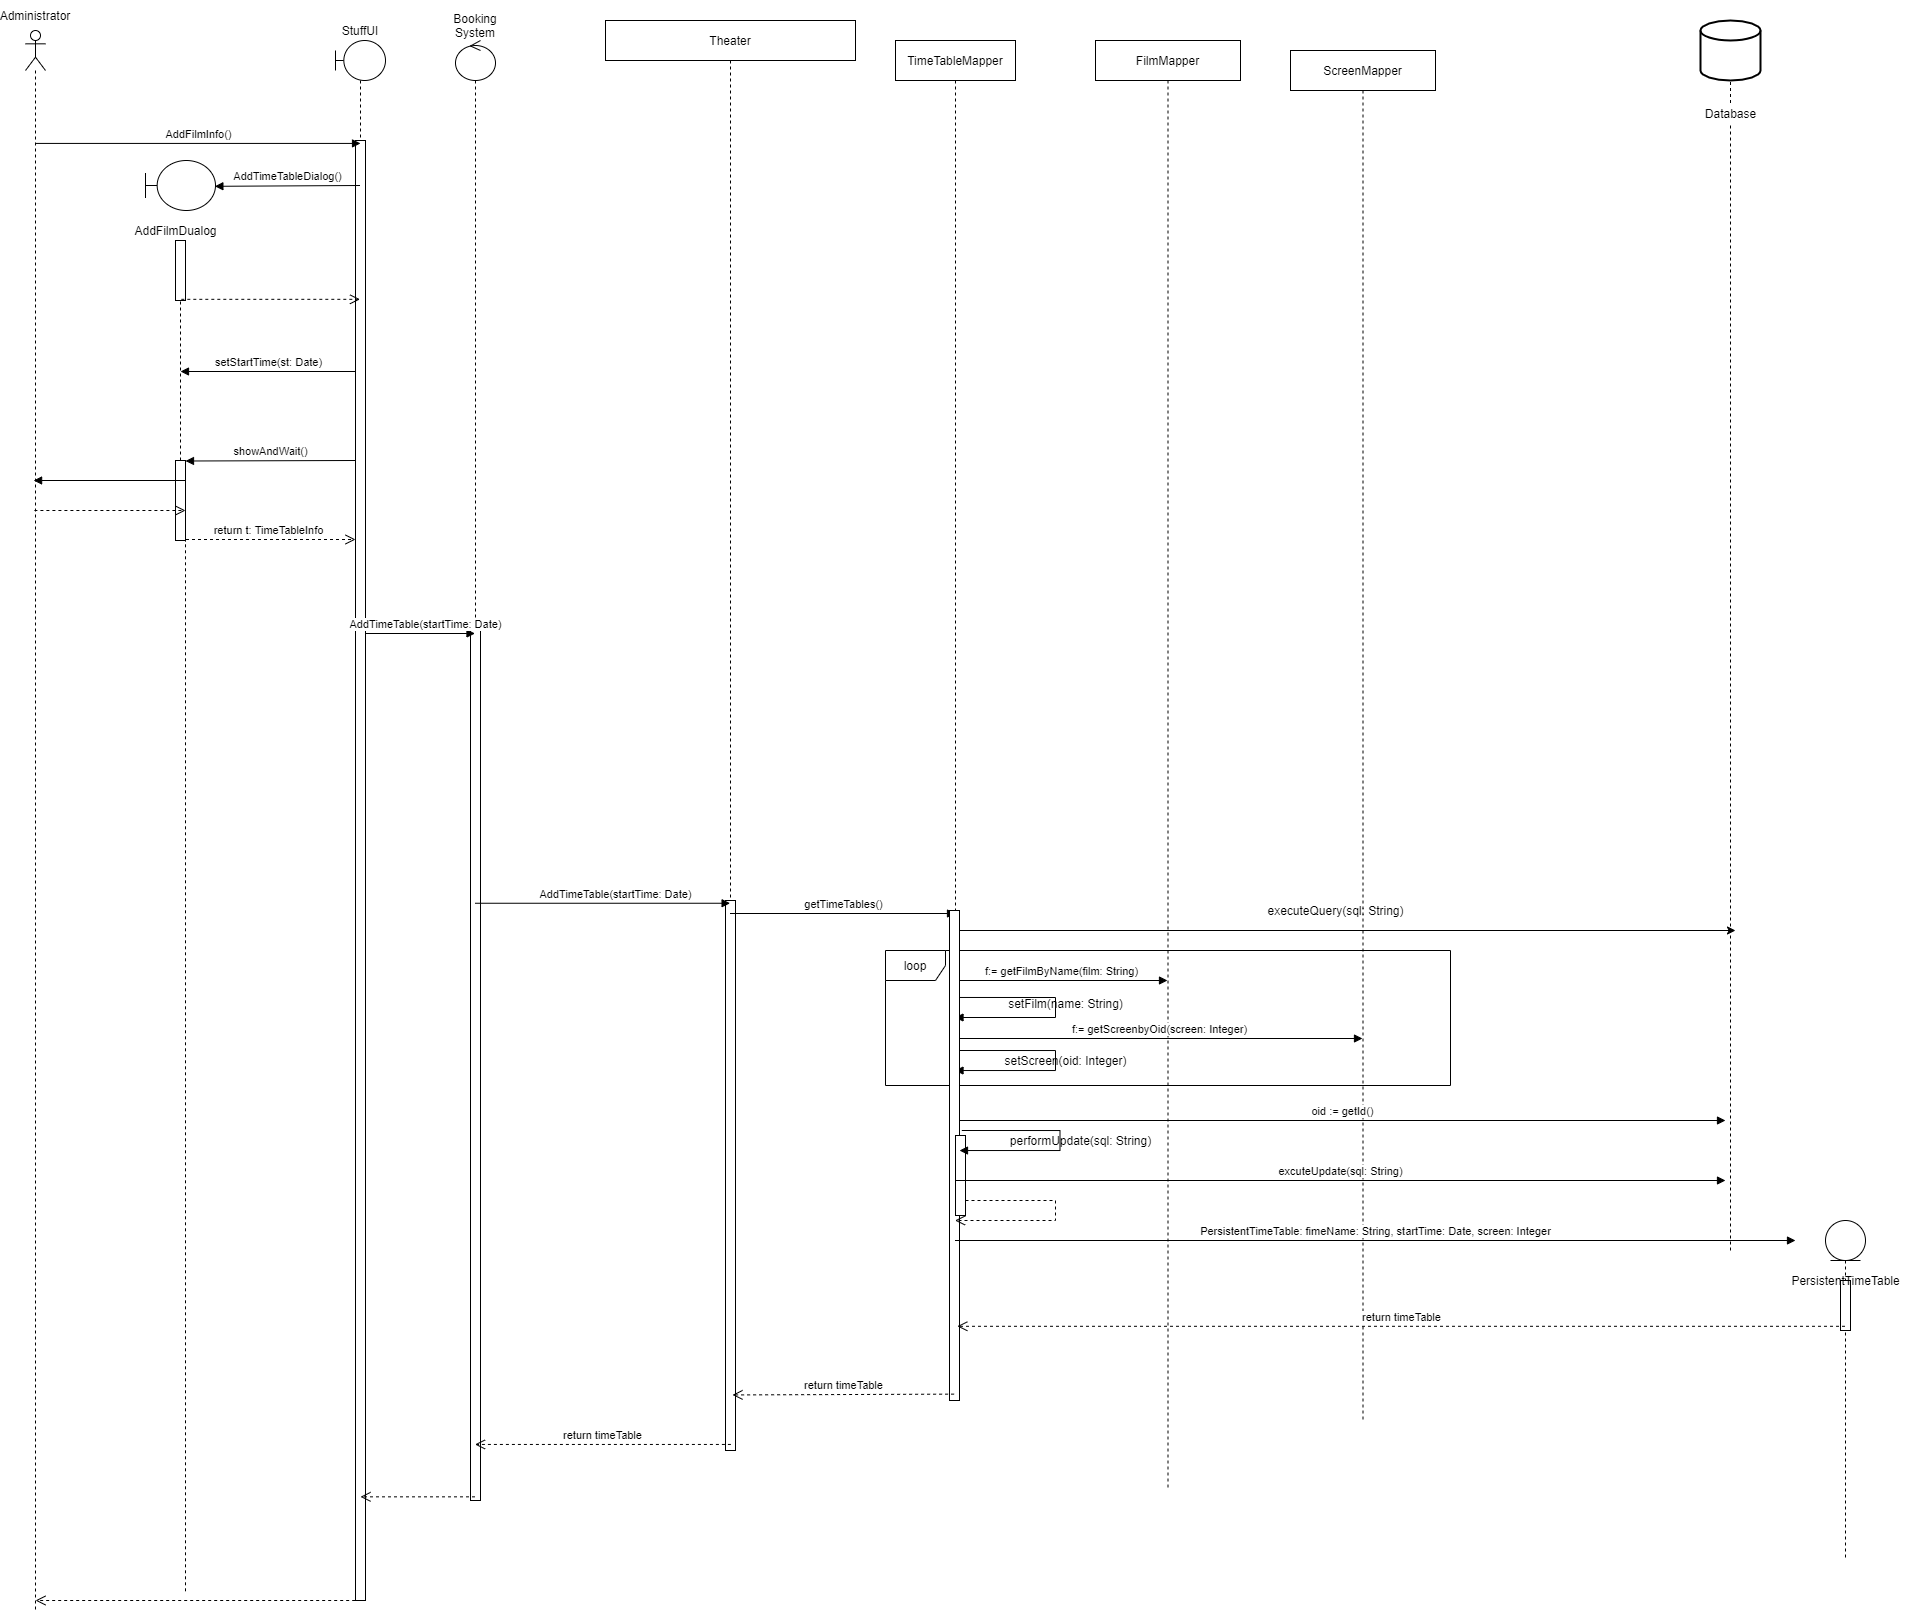 Administrator
StuffUI
Booking
System
Theater
TimeTableMapper
FilmMapper
ScreenMapper
Database
AddFilmInfo()
AddTimeTableDialog()
AddFilmDualog
setStartTime(st: Date)
showAndWait()
return t: TimeTableInfo
AddTimeTable(startTime: Date)
AddTimeTable(startTime: Date)
getTimeTables()
executeQuery(sql: String)
loop
f:= getFilmByName(film: String)
setFilm(name: String)
f:= getScreenbyOid(screen: Integer)
setScreen(oid: Integer)
oid := getId()
performUpdate(sql: String)
excuteUpdate(sql: String)
PersistentTimeTable: fimeName: String, startTime: Date, screen: Integer
PersistentTimeTable
return timeTable
return timeTable
return timeTable